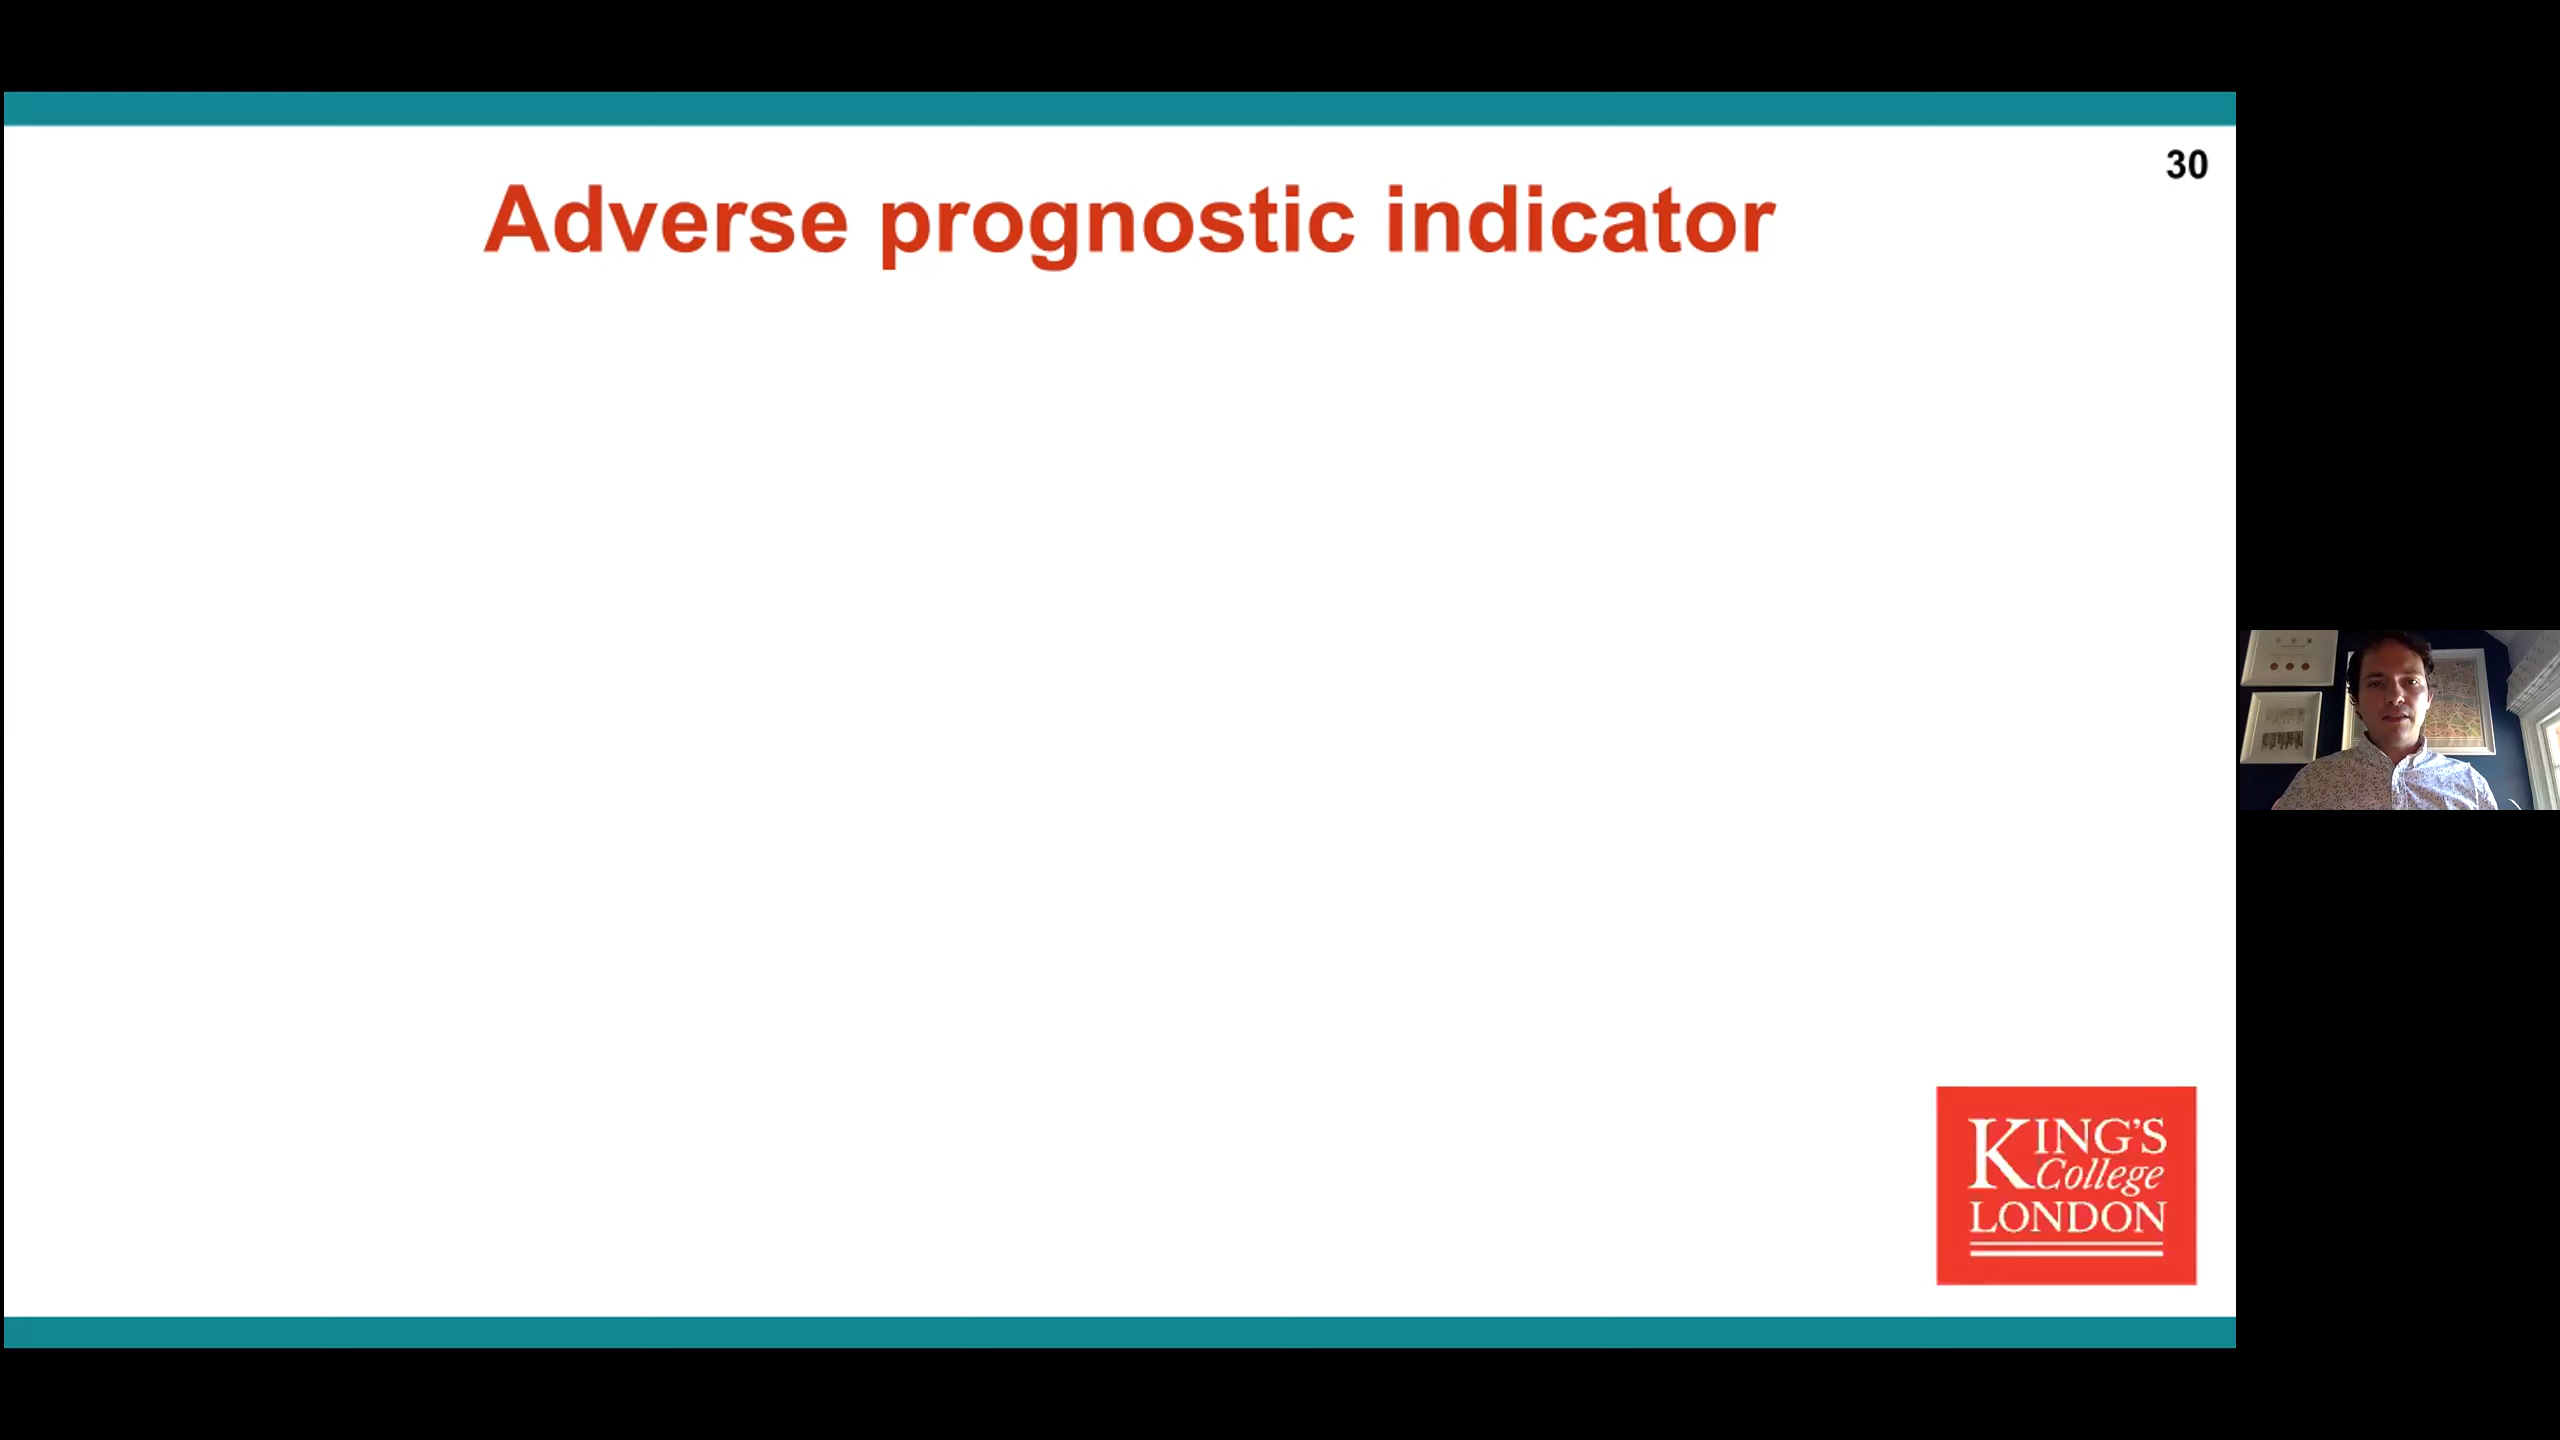 30
Adverse prognostic indicator
KING'S
College
LONDON